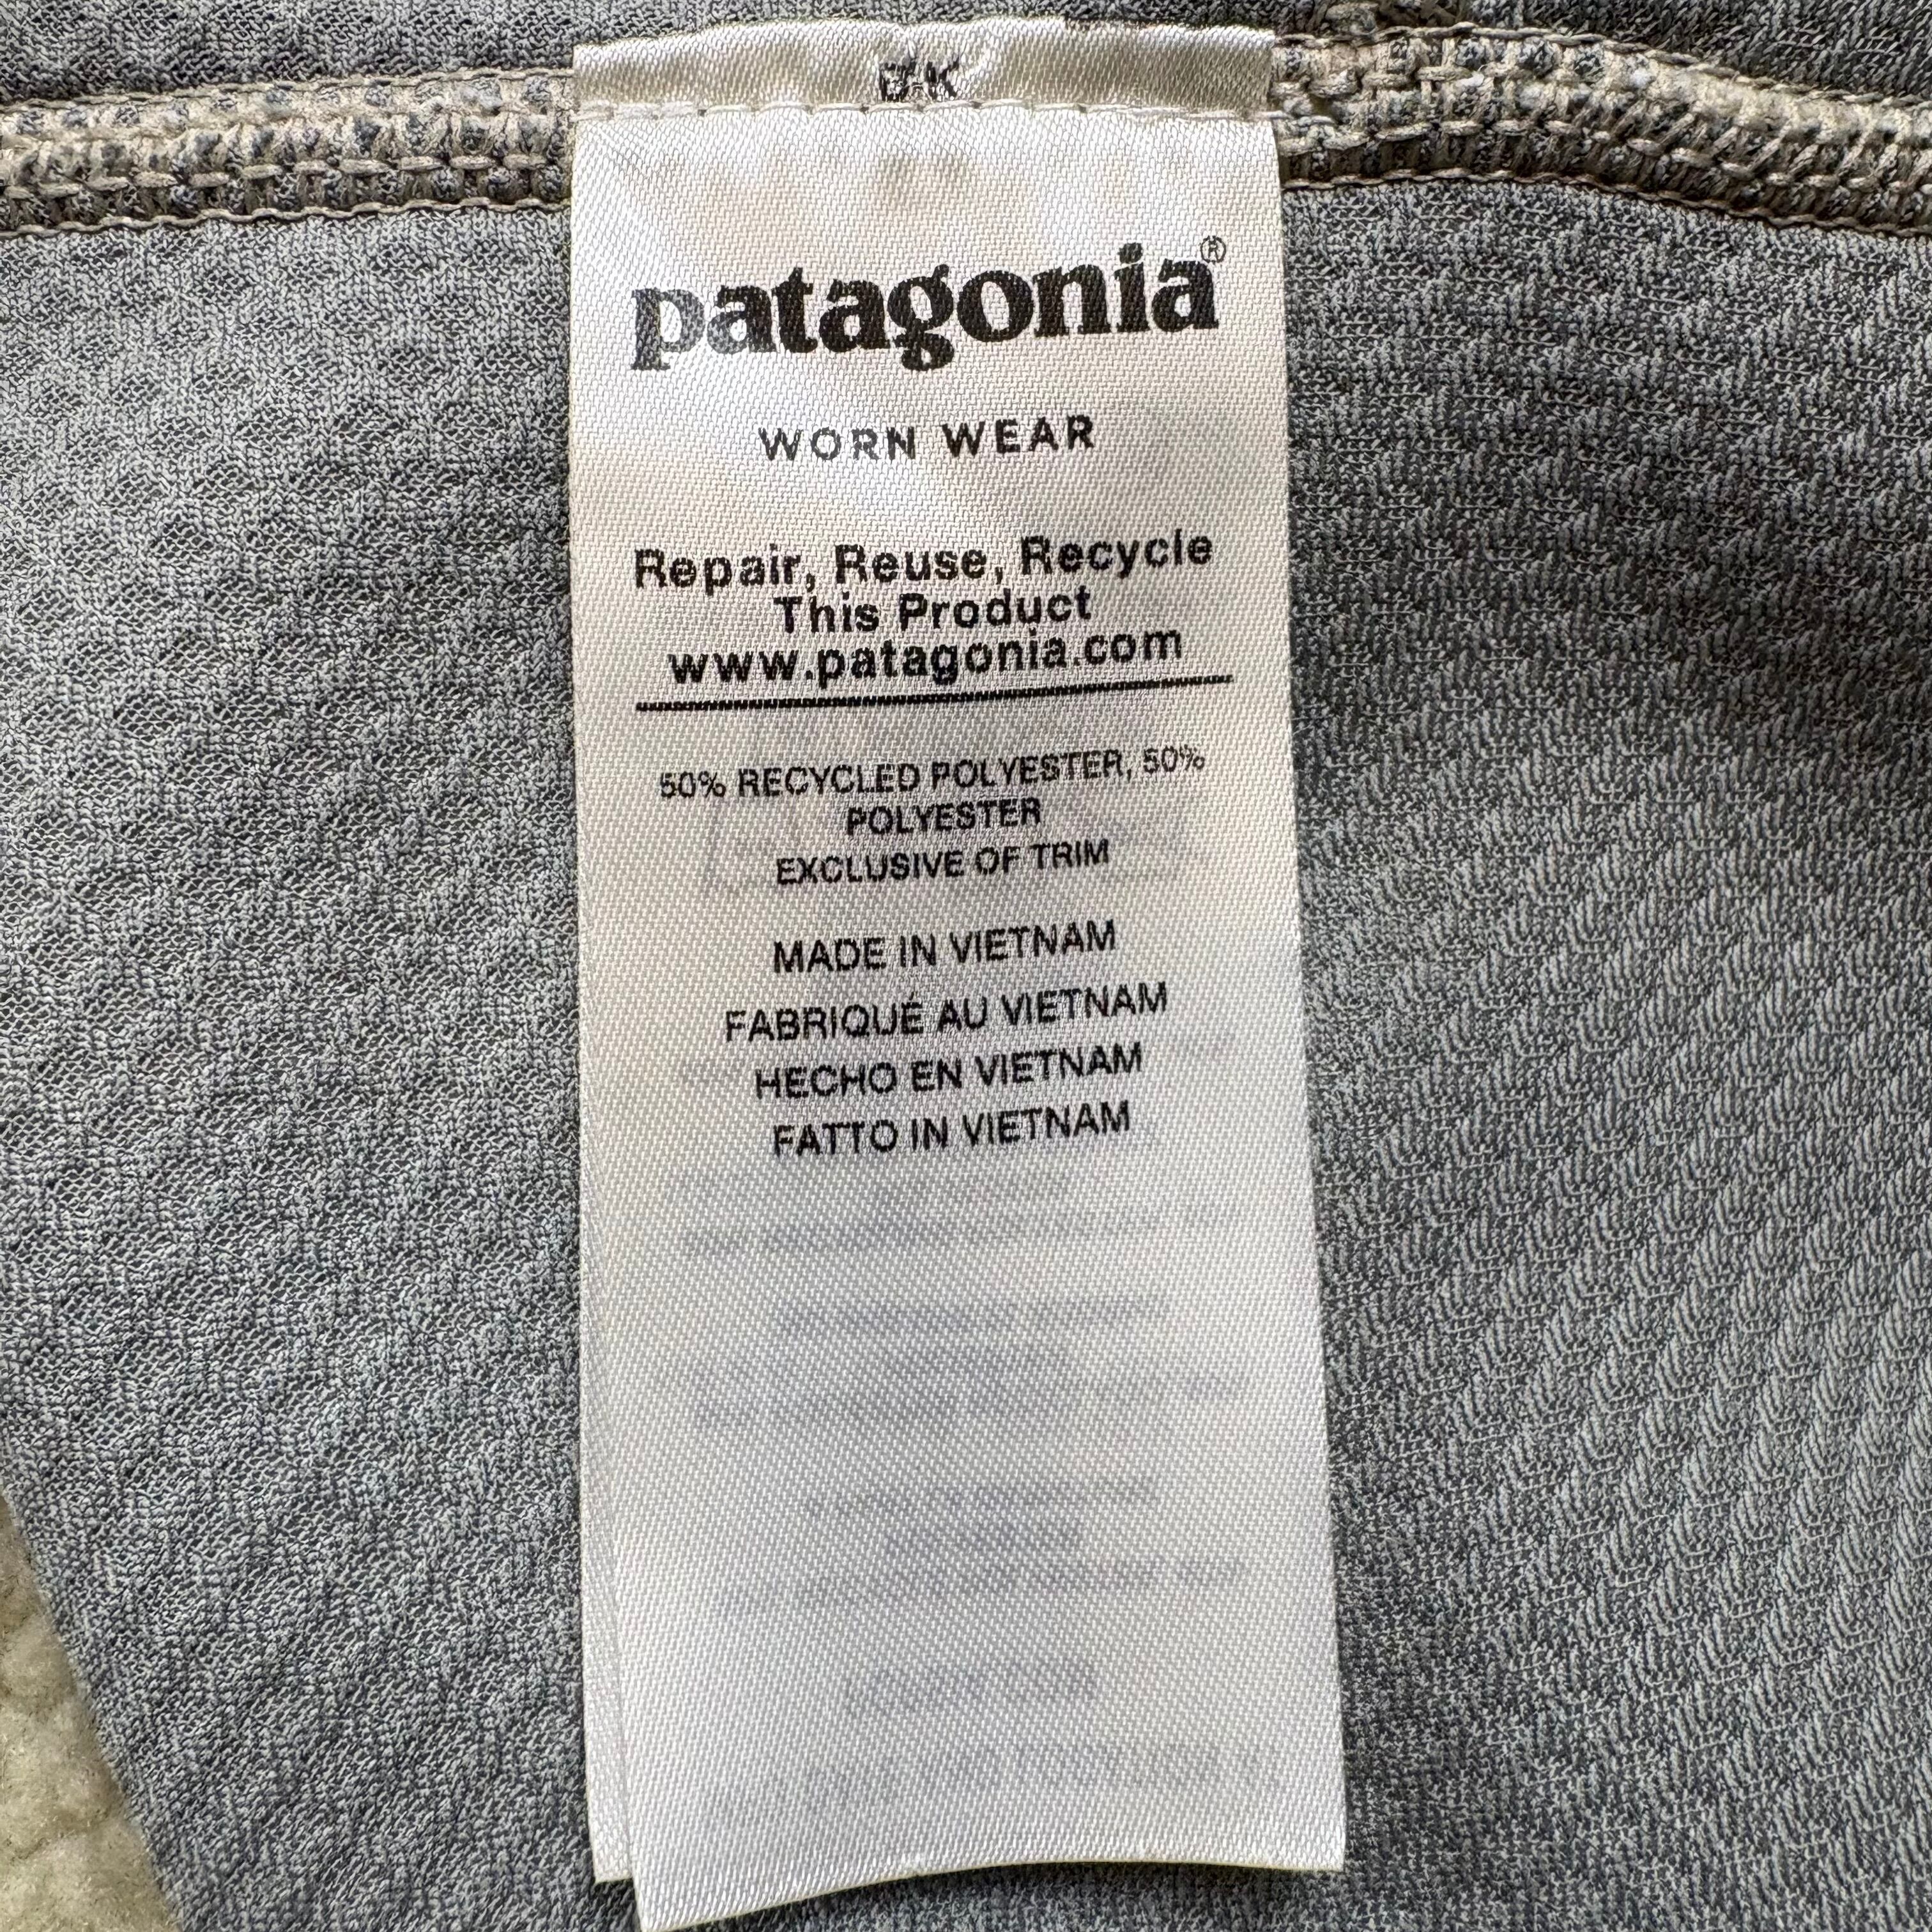 patagonia®
WORN WEAR
Repair, Reuse, Recycle
This Product
www.patagonia.com
50% RECYCLED POLYESTER, 50%
POLYESTER
EXCLUSIVE OF TRIM
MADE IN VIETNAM
FABRIQUÉ AU VIETNAM
HECHO EN VIETNAM
FATTO IN VIETNAM